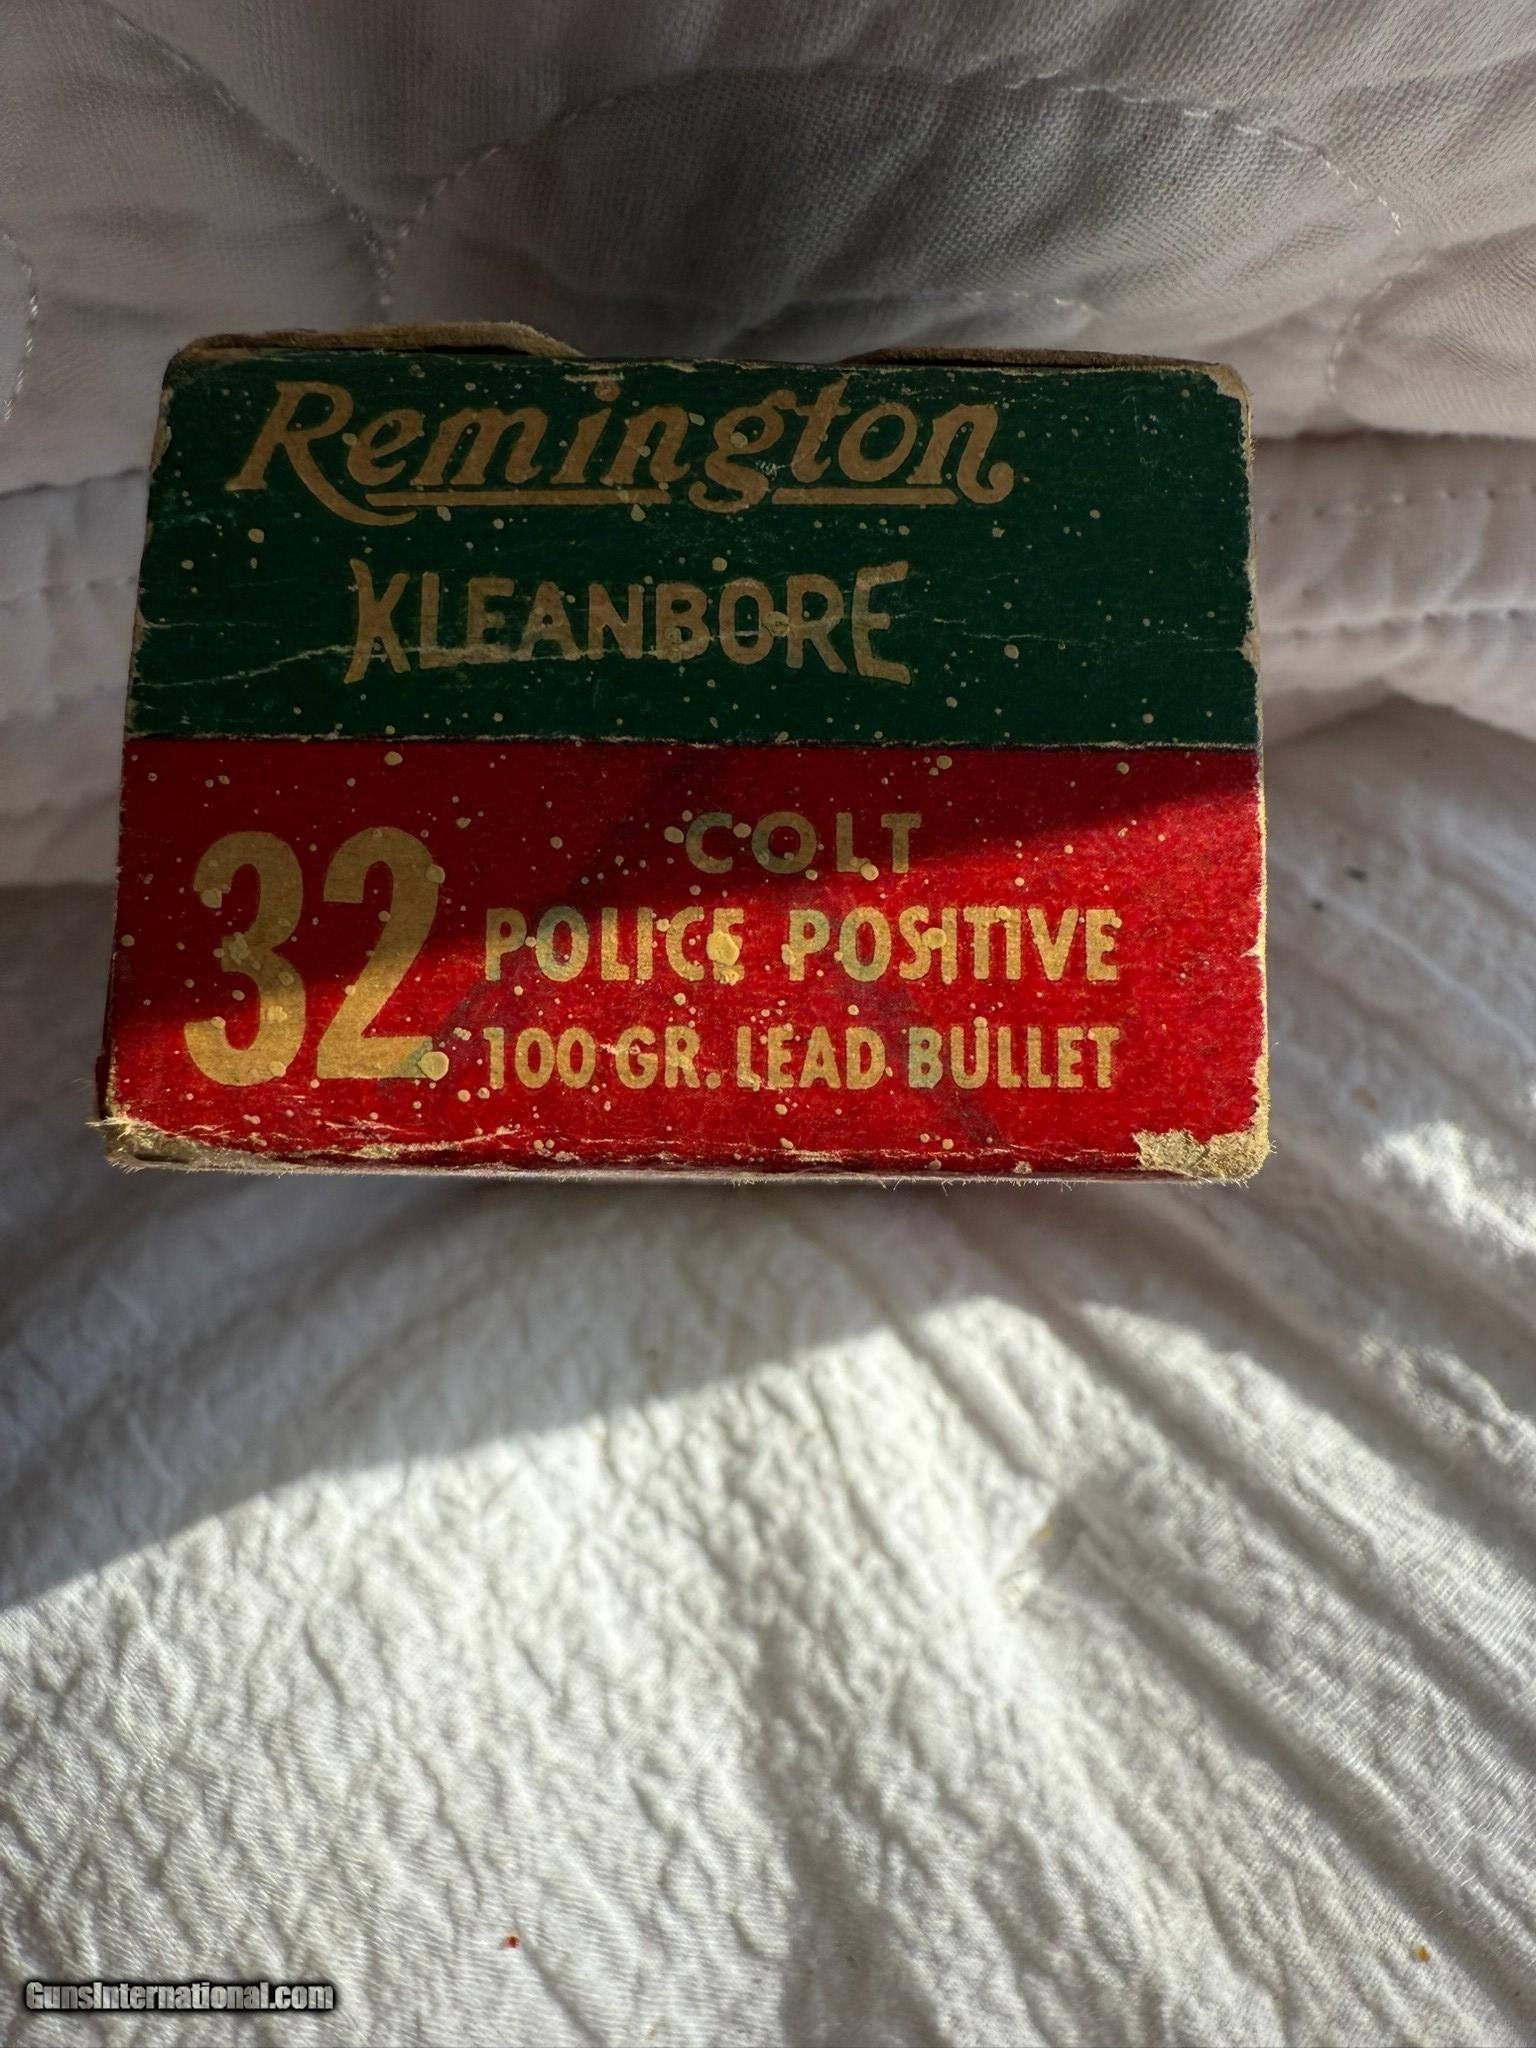 Remington
KLEANBORE
32
COLT
POLICE POSITIVE
100 GR. LEAD BULLET
GunsInternational.com